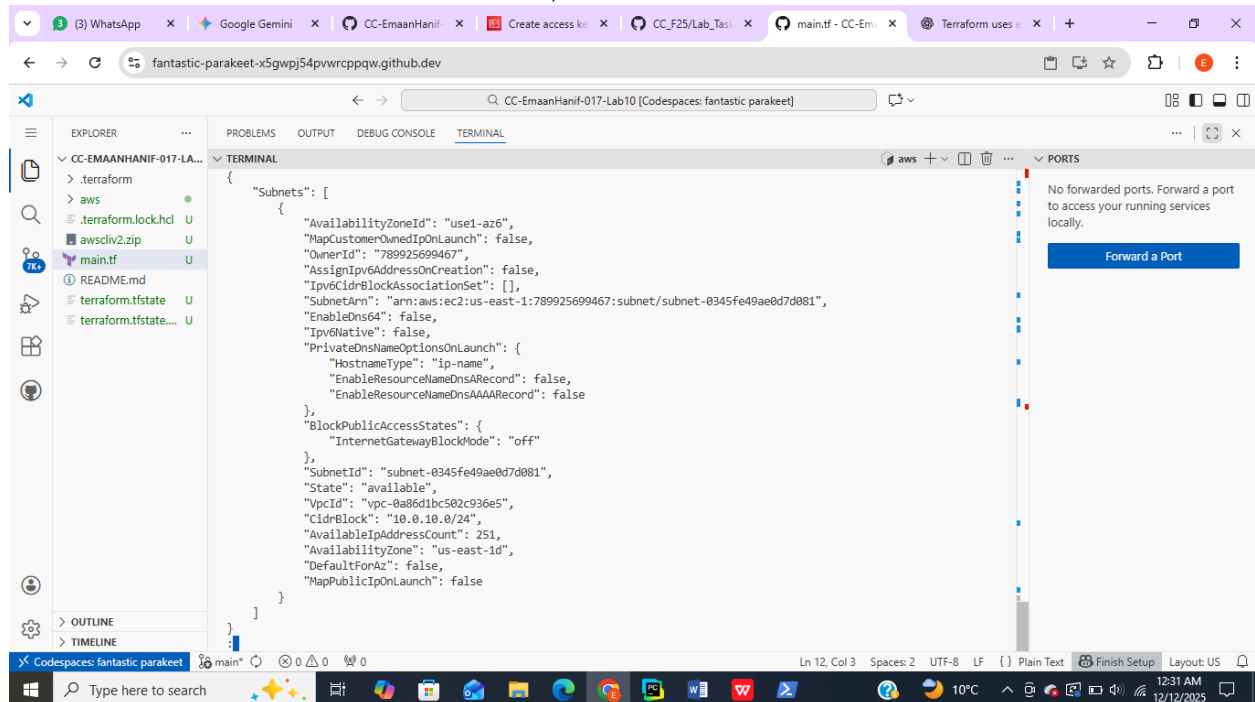 (3) WhatsApp
Google Gemini
CC-EmaanHanif-
Create access ke
CC_F25/Lab_Tas
main.tf - CC-Em
Terraform uses e
fantastic-parakeet-x5gwpj54pvwrcppqw.github.dev
E
CC-EmaanHanif-017-Lab10 [Codespaces: fantastic parakeet]
EXPLORER
PROBLEMS OUTPUT DEBUG CONSOLE TERMINAL
CC-EMAANHANIF-017-LA...
.terraform
aws
.terraform.lock.hcl U
awscliv2.zip U
main.tf U
README.md
terraform.tfstate U
terraform.tfstate.... U
7K+
OUTLINE
TIMELINE
TERMINAL
aws
{
"Subnets": [
{
"AvailabilityZoneId": "use1-az6",
"MapCustomerOwnedIpOnLaunch": false,
"OwnerId": "789925699467",
"AssignIpv6AddressOnCreation": false,
"Ipv6CidrBlockAssociationSet": [],
"SubnetArn": "arn:aws:ec2:us-east-1:789925699467:subnet/subnet-0345fe49ae0d7d081",
"EnableDns64": false,
"Ipv6Native": false,
"PrivateDnsNameOptionsOnLaunch": {
"HostnameType": "ip-name",
"EnableResourceNameDnsARecord": false,
"EnableResourceNameDnsAAAARecord": false
},
"BlockPublicAccessStates": {
"InternetGatewayBlockMode": "off"
},
"SubnetId": "subnet-0345fe49ae0d7d081",
"State": "available",
"VpcId": "vpc-0a86d1bc502c936e5",
"CidrBlock": "10.0.10.0/24",
"AvailableIpAddressCount": 251,
"AvailabilityZone": "us-east-1d",
"DefaultForAz": false,
"MapPublicIpOnLaunch": false
}
]
}
:
PORTS
No forwarded ports. Forward a port
to access your running services
locally.
Forward a Port
Codespaces: fantastic parakeet main* 0 0 0 Ln 12, Col 3 Spaces: 2 UTF-8 LF {} Plain Text Finish Setup Layout: US
Type here to search
10°C
12:31 AM
12/12/2025